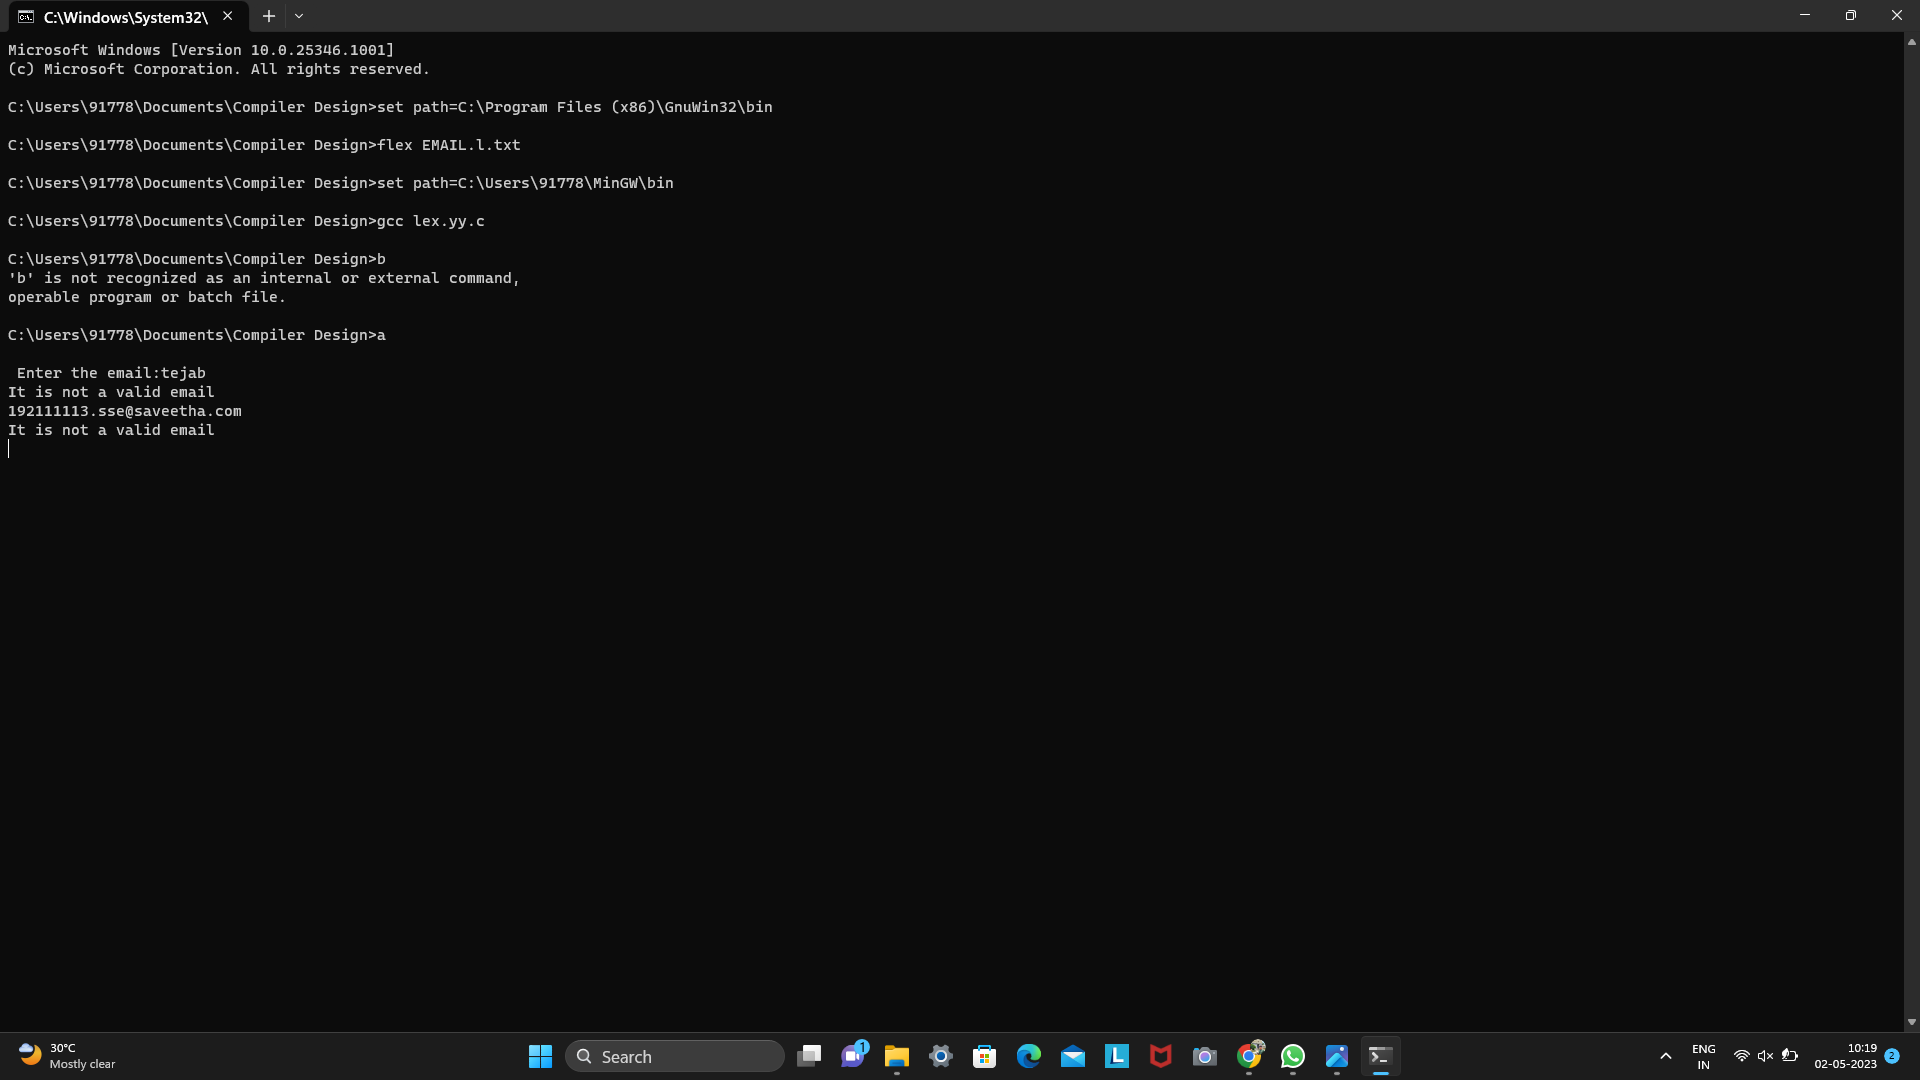 C:\Windows\System32\
Microsoft Windows [Version 10.0.25346.1001]
(c) Microsoft Corporation. All rights reserved.
C:\Users\91778\Documents\Compiler Design>set path=C:\Program Files (x86)\GnuWin32\bin
C:\Users\91778\Documents\Compiler Design>flex EMAIL.l.txt
C:\Users\91778\Documents\Compiler Design>set path=C:\Users\91778\MinGW\bin
C:\Users\91778\Documents\Compiler Design>gcc lex.yy.c
C:\Users\91778\Documents\Compiler Design>b
'b' is not recognized as an internal or external command,
operable program or batch file.
C:\Users\91778\Documents\Compiler Design>a
Enter the email:tejab
It is not a valid email
192111113.sse@saveetha.com
It is not a valid email
30°C
Mostly clear
Search
1
L
ENG
IN
10:19
02-05-2023
2